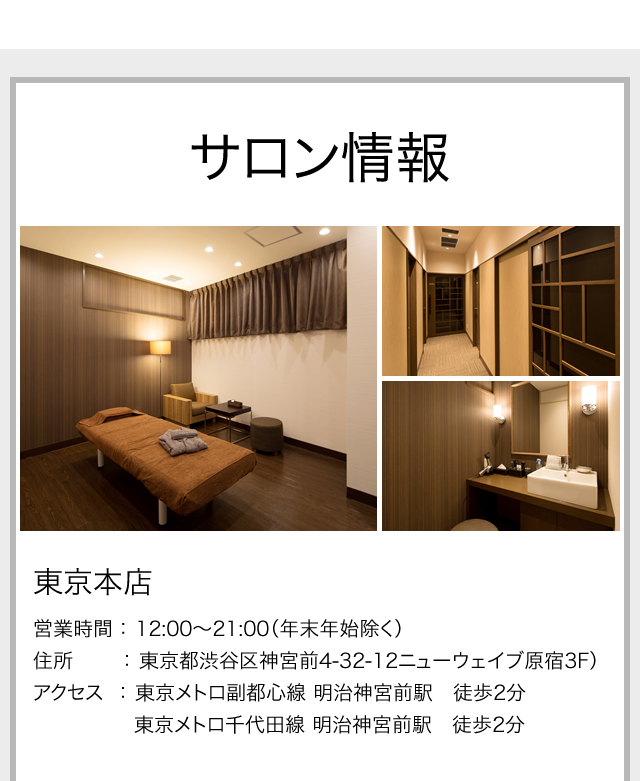 サロン情報
東京本店
営業時間：12:00〜21:00（年末年始除く）
住所　　：東京都渋谷区神宮前4-32-12ニューウェイブ原宿3F）
アクセス：東京メトロ副都心線 明治神宮前駅　徒歩2分
東京メトロ千代田線 明治神宮前駅　徒歩2分